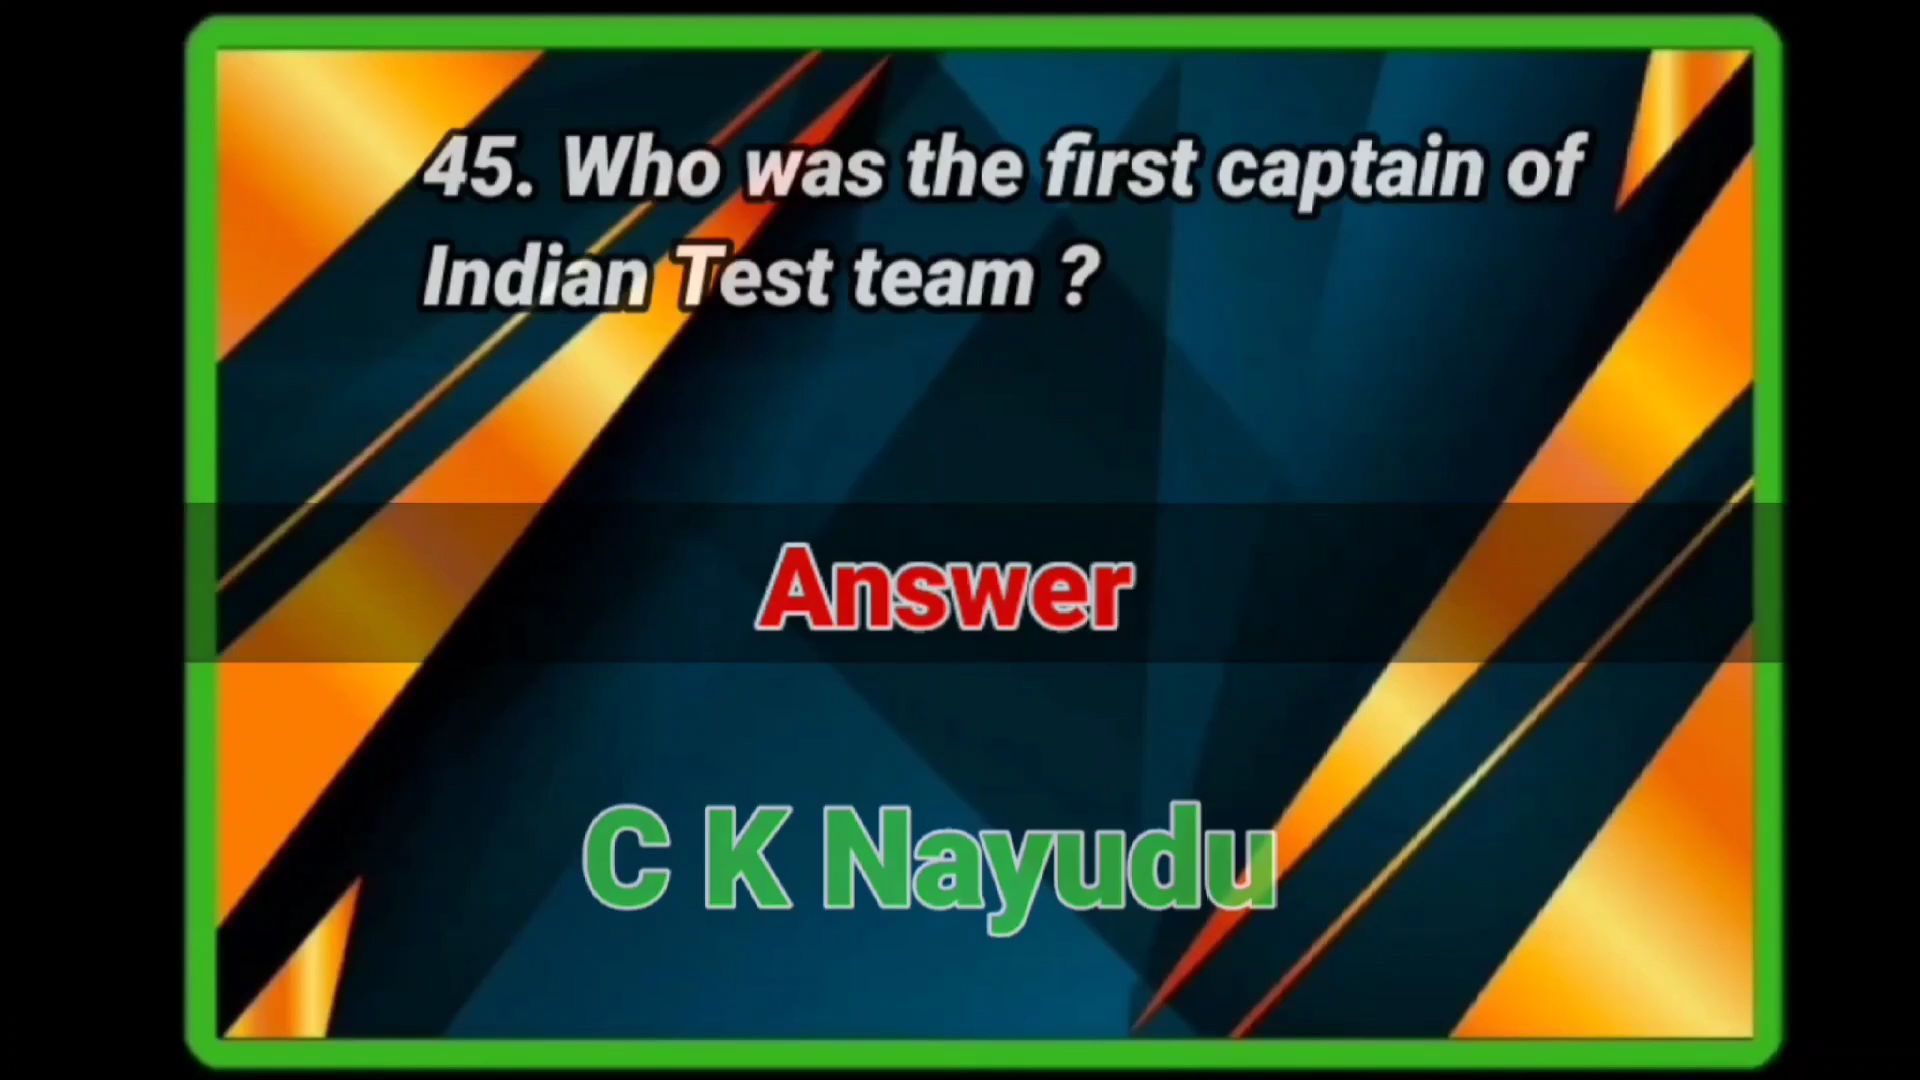 45. Who was the first captain of
Indian Test team ?
Answer
C K Nayudu